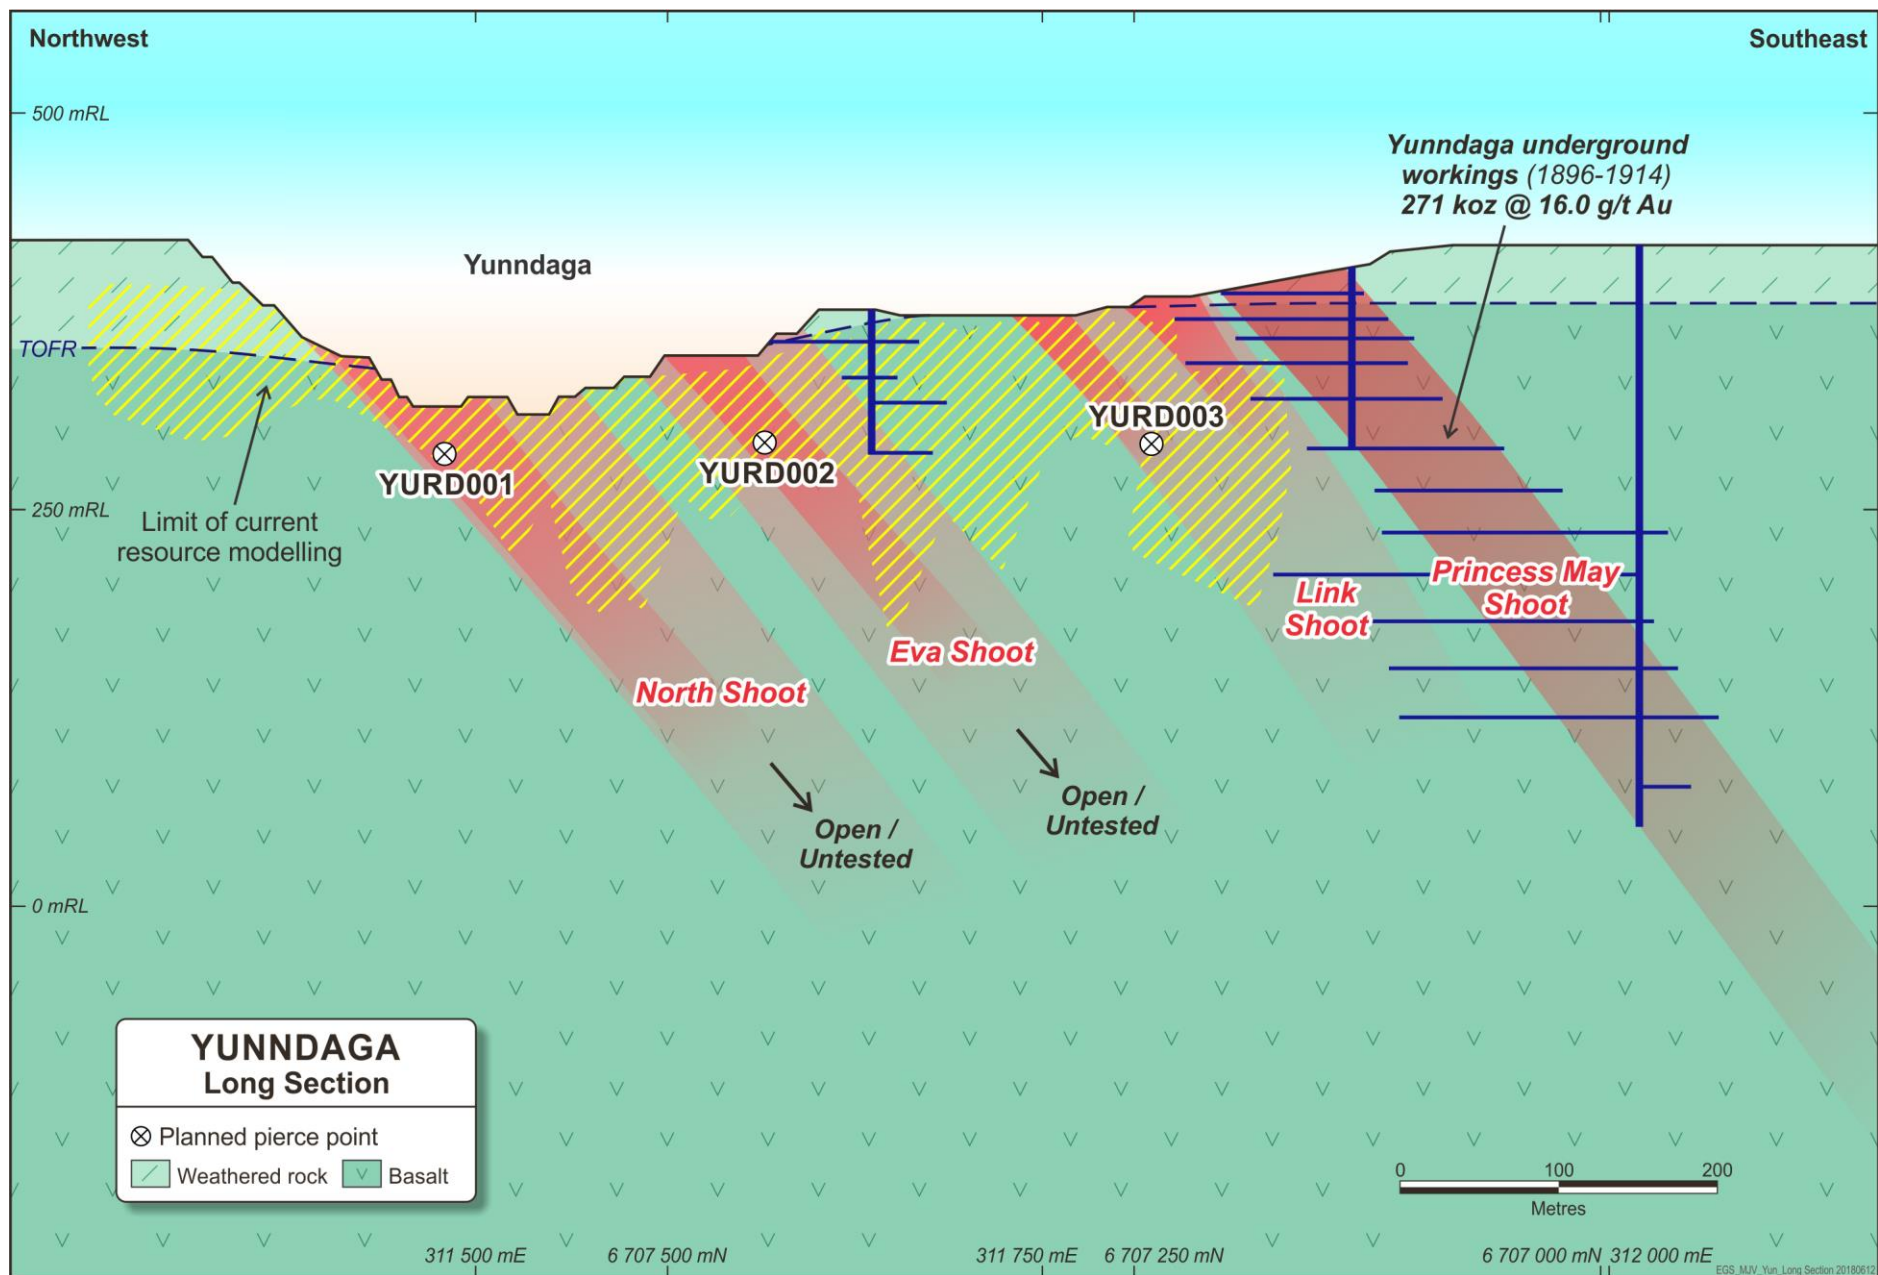 Northwest
Southeast
500 mRL
Yunndaga underground
workings (1896-1914)
271 koz @ 16.0 g/t Au
Yunndaga
TOFR
YURD003
YURD002
YURD001
250 mRL
Limit of current
resource modelling
Princess May
Shoot
Link
Shoot
Eva Shoot
North Shoot
Open /
Untested
Open /
Untested
0 mRL
YUNNDAGA
Long Section
Planned pierce point
Weathered rock
Basalt
0 100 200
Metres
311 500 mE
6 707 500 mN
311 750 mE
6 707 250 mN
6 707 000 mN
312 000 mE
EGS_MJV_Yun_Long Section 20180612